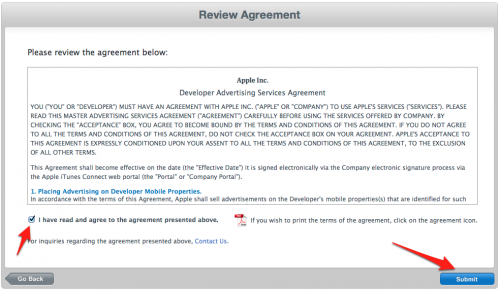 Review Agreement
Please review the agreement below:
Apple Inc.
Developer Advertising Services Agreement
YOU ("YOU" OR "DEVELOPER") MUST HAVE AN AGREEMENT WITH APPLE INC. ("APPLE" OR "COMPANY") TO USE APPLE'S SERVICES ("SERVICES"). PLEASE
READ THIS MASTER ADVERTISING SERVICES AGREEMENT ("AGREEMENT") CAREFULLY BEFORE USING THE SERVICES OFFERED BY COMPANY. BY
CHECKING THE "ACCEPTANCE" BOX, YOU AGREE TO BECOME BOUND BY THE TERMS AND CONDITIONS OF THIS AGREEMENT. IF YOU DO NOT AGREE
TO ALL THE TERMS AND CONDITIONS OF THIS AGREEMENT, DO NOT CHECK THE ACCEPTANCE BOX ON YOUR AGREEMENT. APPLE'S ACCEPTANCE TO
THIS AGREEMENT IS EXPRESSLY CONDITIONED UPON YOUR ASSENT TO ALL THE TERMS AND CONDITIONS OF THIS AGREEMENT, TO THE EXCLUSION
OF ALL OTHER TERMS.
This Agreement shall become effective on the date (the "Effective Date") it is signed electronically via the Company electronic signature process via
the Apple iTunes Connect web portal (the "Portal" or "Company Portal").
1. Placing Advertising on Developer Mobile Properties.
In accordance with the terms of this Agreement, Apple shall sell advertisements on the Developer's mobile properties(s) that are identified for such
I have read and agree to the agreement presented above.
If you wish to print the terms of the agreement, click on the agreement icon.
For inquiries regarding the agreement presented above, Contact Us.
Go Back
Submit